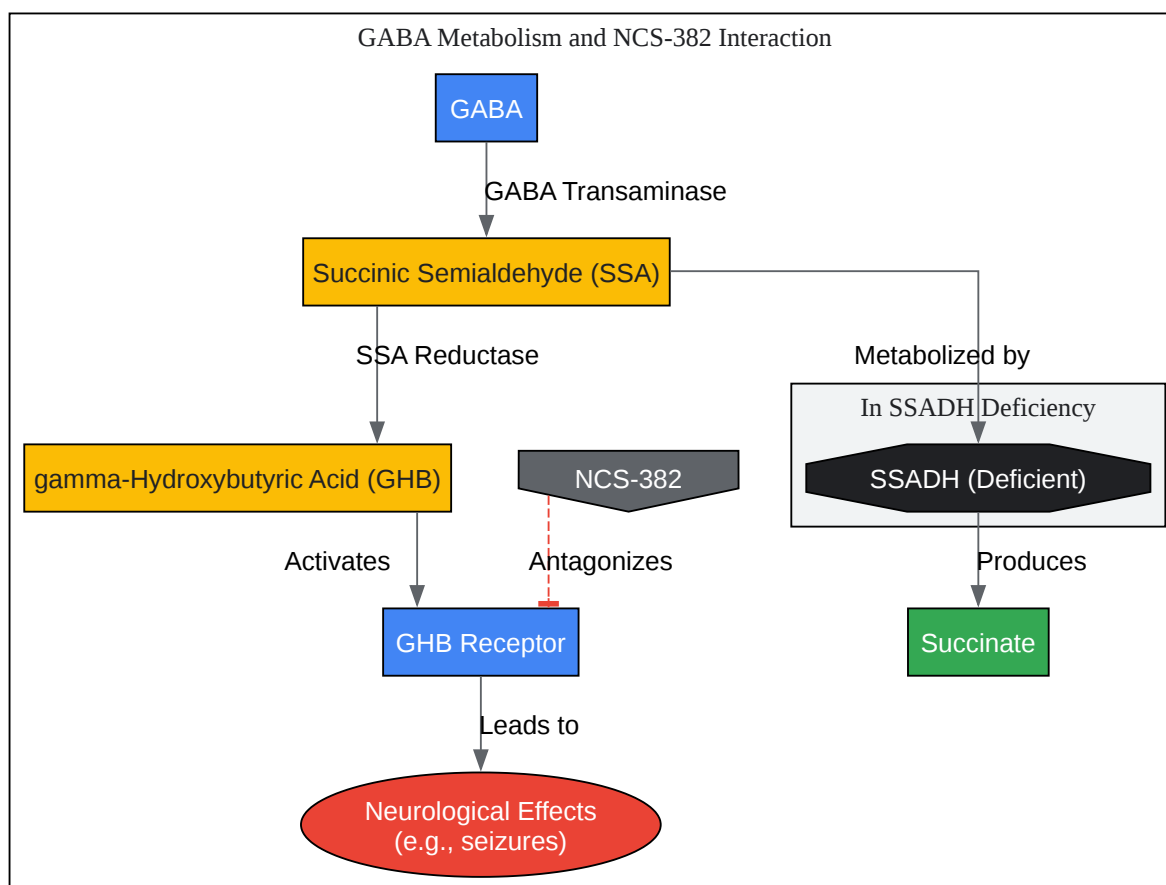 GABA Metabolism and NCS-382 Interaction
GABA
GABA Transaminase
Succinic Semialdehyde (SSA)
SSA Reductase
Metabolized by
In SSADH Deficiency
gamma-Hydroxybutyric Acid (GHB)
NCS-382
SSADH (Deficient)
Activates
Antagonizes
Produces
GHB Receptor
Succinate
Leads to
Neurological Effects
(e.g., seizures)